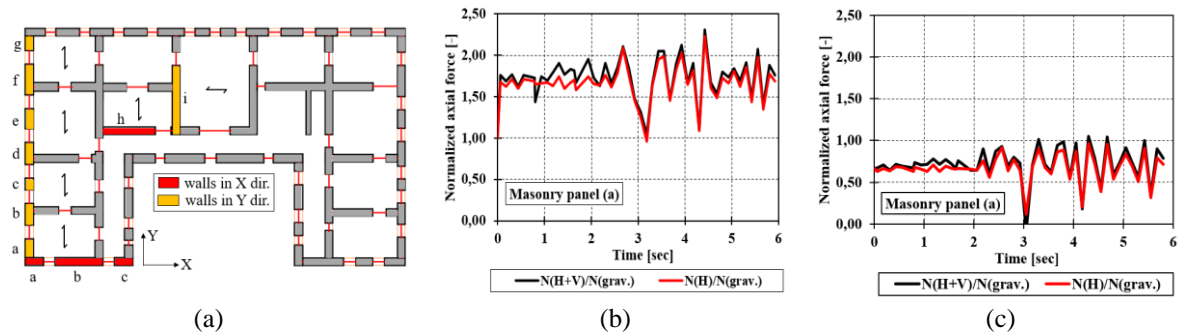 g
f
e
d
c
b
a
h
i
a
b
c
walls in X dir.
walls in Y dir.
Y
X
(a)
Normalized axial force [-]
2,50
2,00
1,50
1,00
0,50
0,00
0
1
2
3
4
5
6
Time [sec]
Masonry panel (a)
N(H+V)/N(grav.)
N(H)/N(grav.)
(b)
Normalized axial force [-]
2,50
2,00
1,50
1,00
0,50
0,00
0
1
2
3
4
5
6
Time [sec]
Masonry panel (a)
N(H+V)/N(grav.)
N(H)/N(grav.)
(c)